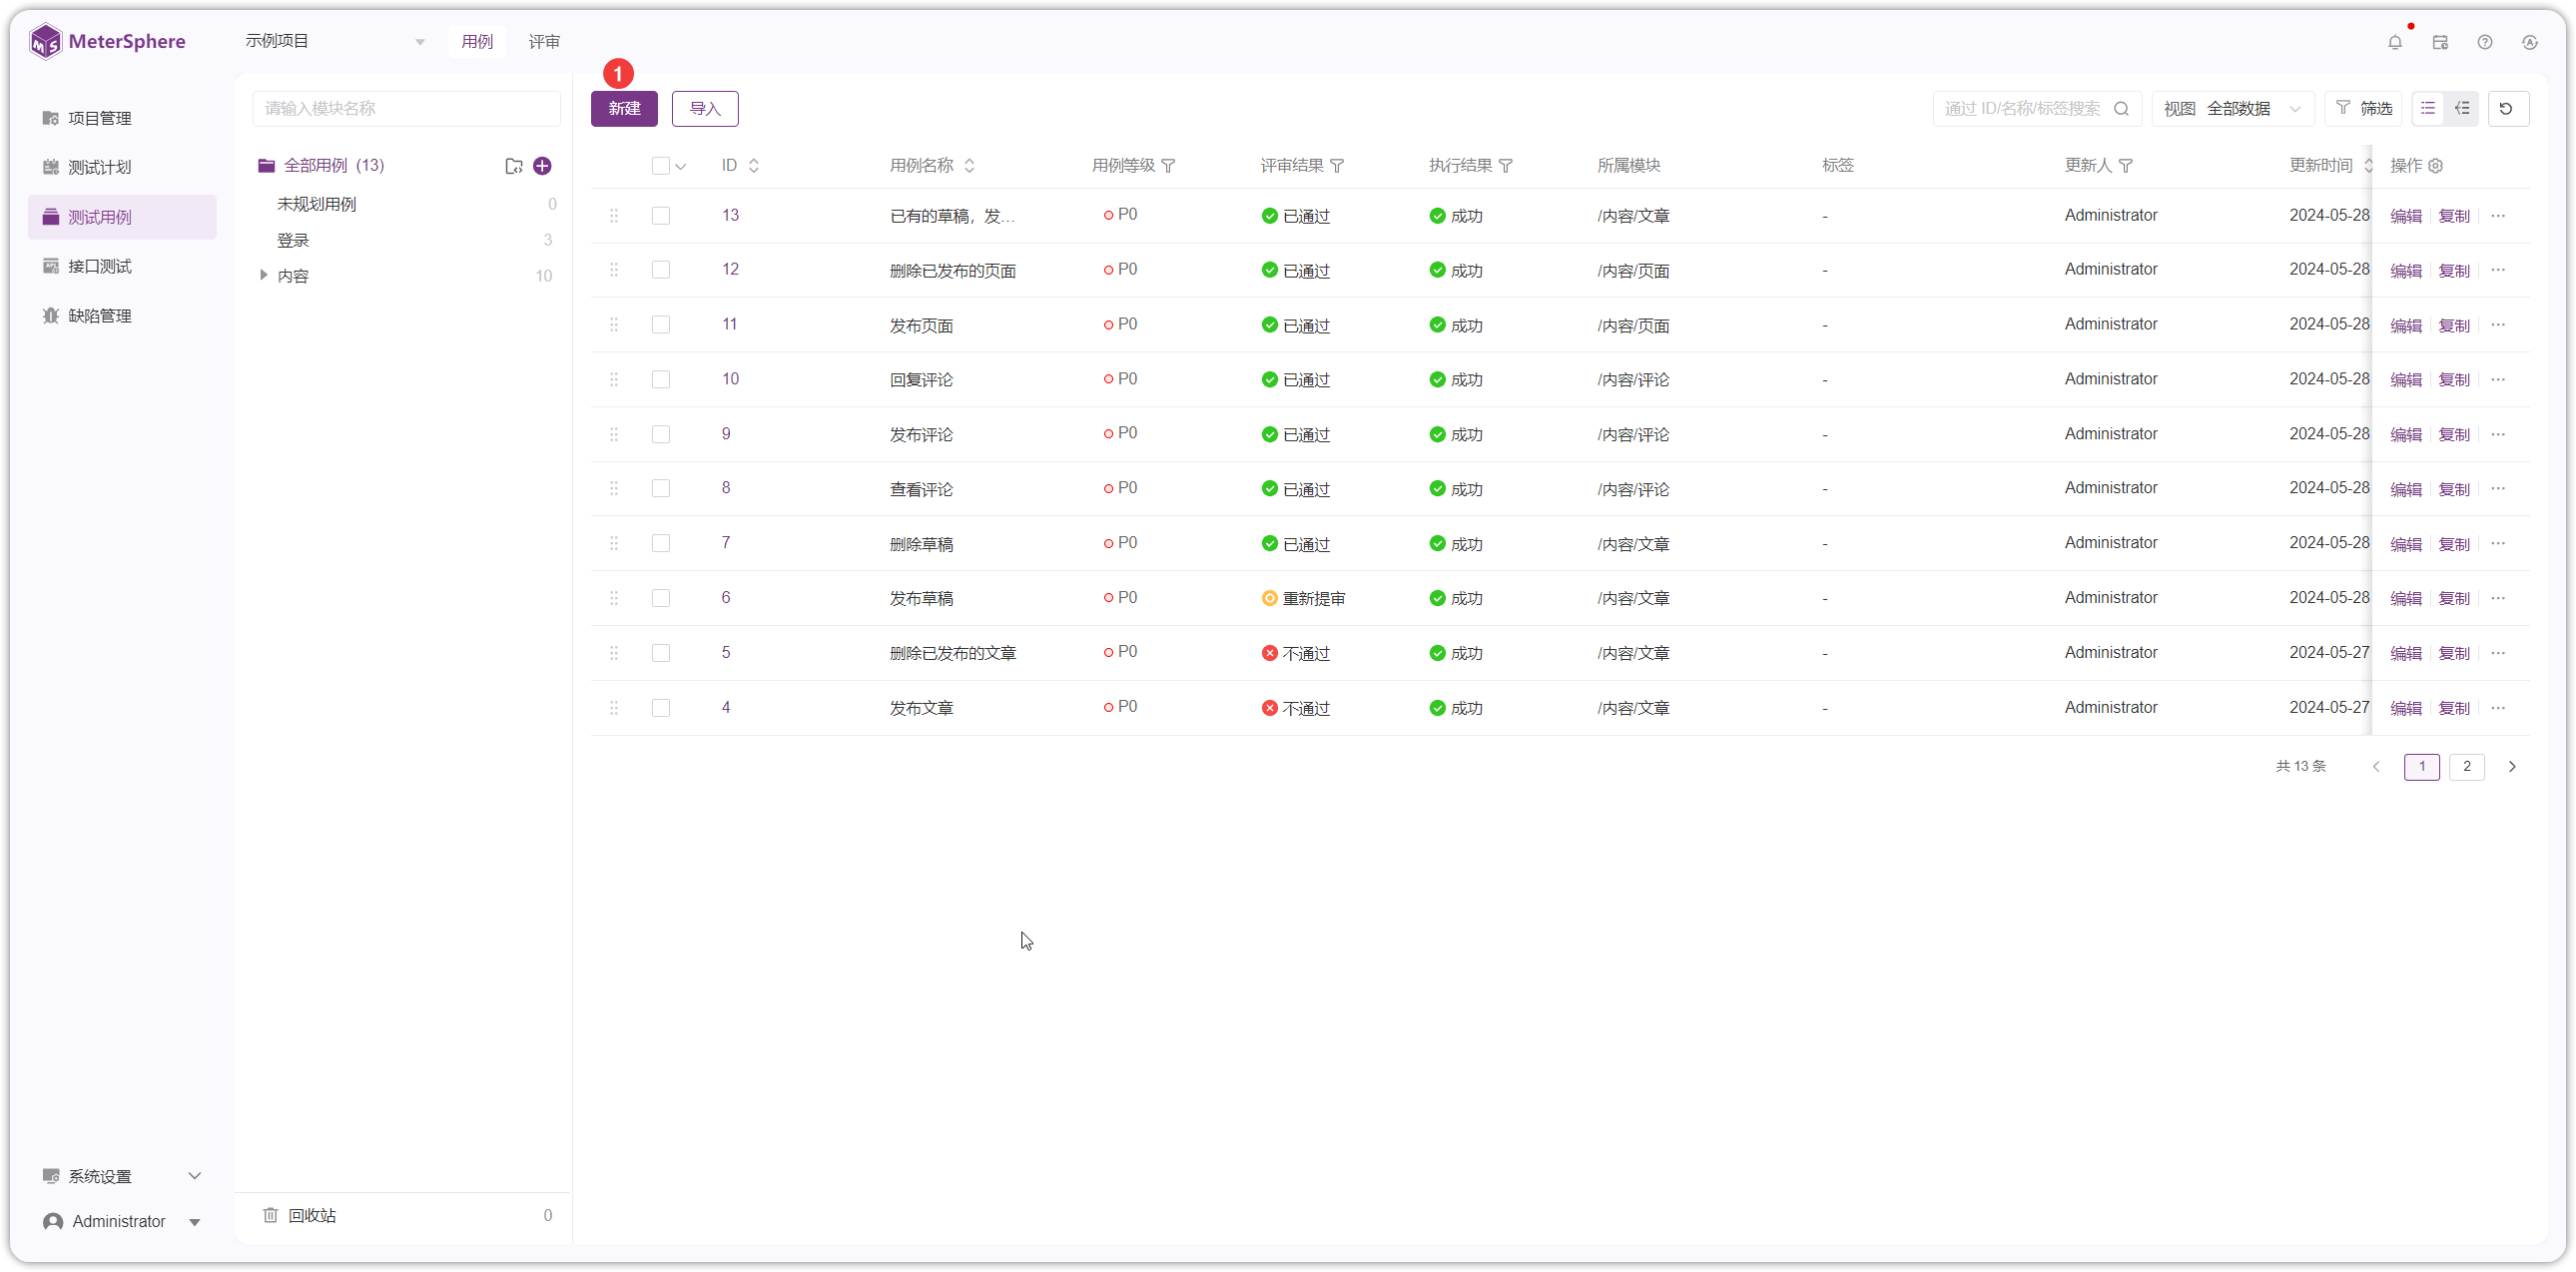 MeterSphere
示例项目
用例
评审
1
项目管理
测试计划
测试用例
接口测试
缺陷管理
系统设置
Administrator
请输入模块名称
全部用例 (13)
未规划用例 0
登录 3
内容 10
回收站 0
新建
导入
通过 ID/名称/标签搜索
视图 全部数据
筛选
ID 用例名称 用例等级 评审结果 执行结果 所属模块 标签 更新人 更新时间 操作
13 已有的草稿，发... P0 已通过 成功 /内容/文章 - Administrator 2024-05-28 编辑 复制 ...
12 删除已发布的页面 P0 已通过 成功 /内容/页面 - Administrator 2024-05-28 编辑 复制 ...
11 发布页面 P0 已通过 成功 /内容/页面 - Administrator 2024-05-28 编辑 复制 ...
10 回复评论 P0 已通过 成功 /内容/评论 - Administrator 2024-05-28 编辑 复制 ...
9 发布评论 P0 已通过 成功 /内容/评论 - Administrator 2024-05-28 编辑 复制 ...
8 查看评论 P0 已通过 成功 /内容/评论 - Administrator 2024-05-28 编辑 复制 ...
7 删除草稿 P0 已通过 成功 /内容/文章 - Administrator 2024-05-28 编辑 复制 ...
6 发布草稿 P0 重新提审 成功 /内容/文章 - Administrator 2024-05-28 编辑 复制 ...
5 删除已发布的文章 P0 不通过 成功 /内容/文章 - Administrator 2024-05-27 编辑 复制 ...
4 发布文章 P0 不通过 成功 /内容/文章 - Administrator 2024-05-27 编辑 复制 ...
共 13 条 1 2